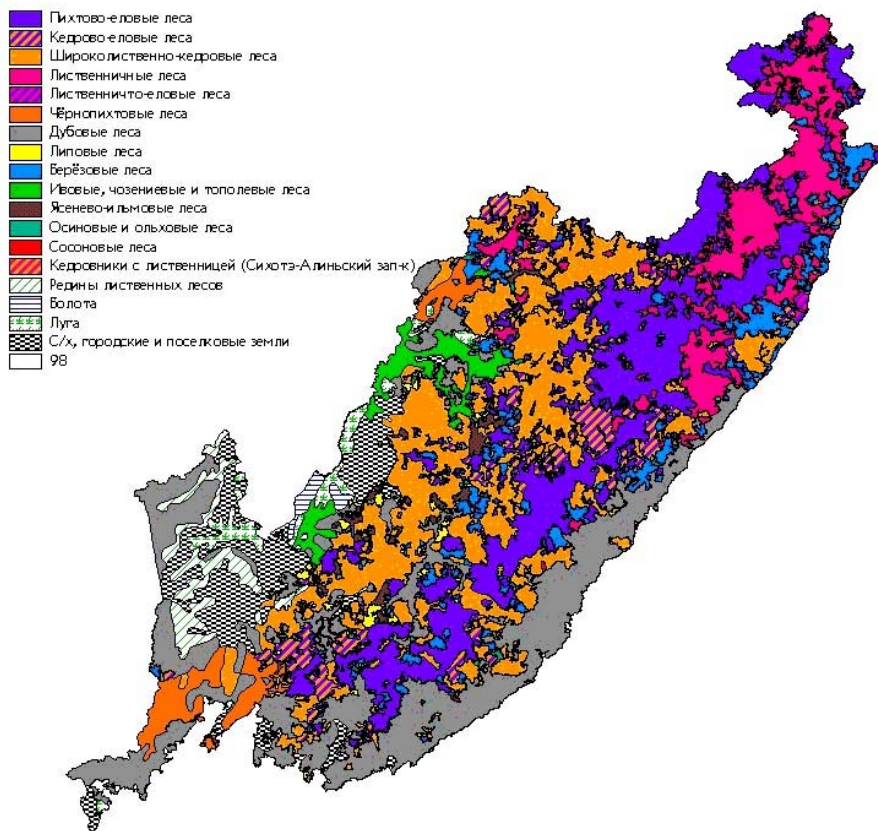 Пихтово-еловые леса
Кедрово-еловые леса
Широколиственно-кедровые леса
Лиственничные леса
Лиственничто-еловые леса
Чёрнопихтовые леса
Дубовые леса
Липовые леса
Берёзовые леса
Ивовые, чозениевые и тополевые леса
Ясенево-ильмовые леса
Осиновые и ольховые леса
Сосоновые леса
Кедровники с лиственницей (Сихотэ-Алиньский зап-к)
Редины лиственных лесов
Болота
Луга
С/х, городские и поселковые земли
98